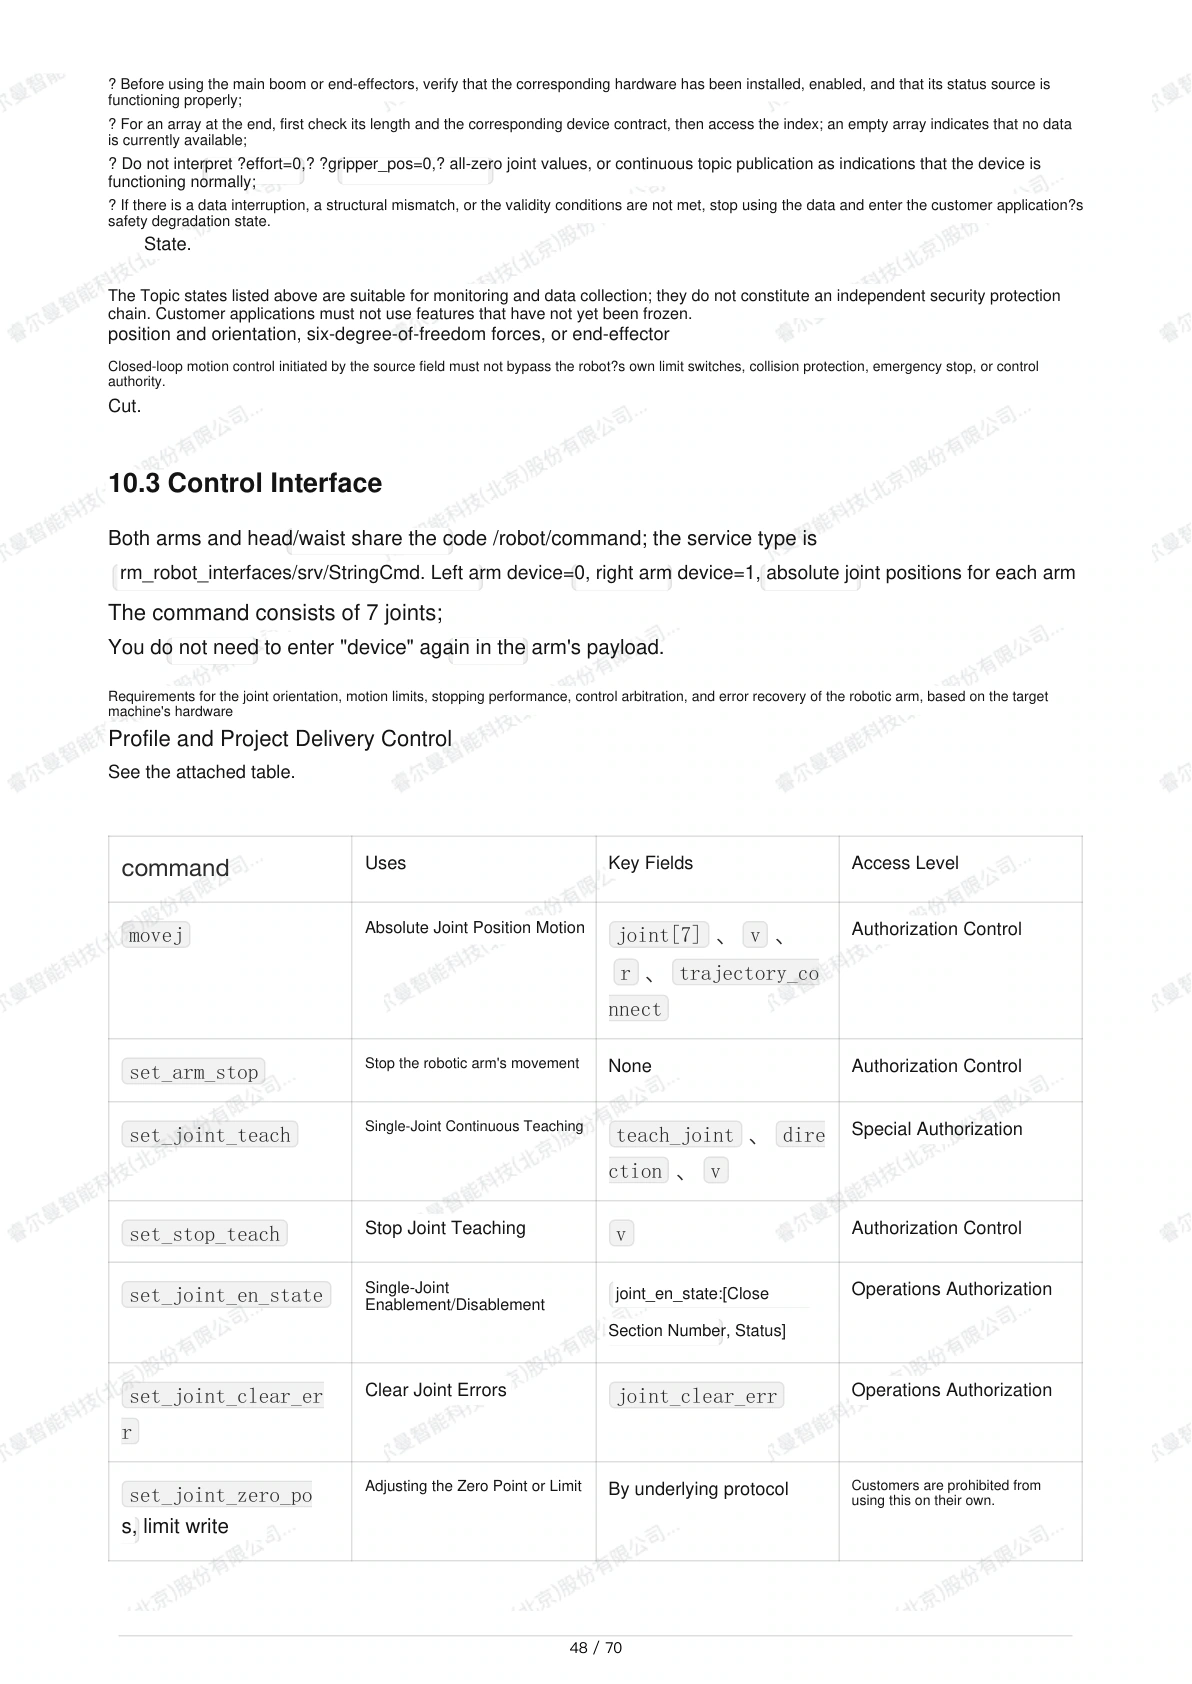 ? Before using the main boom or end-effectors, verify that the corresponding hardware has been installed, enabled, and that its status source is
functioning properly;
? For an array at the end, first check its length and the corresponding device contract, then access the index; an empty array indicates that no data
is currently available;
? Do not interpret ?effort=0,? ?gripper_pos=0,? all-zero joint values, or continuous topic publication as indications that the device is
functioning normally;
? If there is a data interruption, a structural mismatch, or the validity conditions are not met, stop using the data and enter the customer application?s
safety degradation state.
State.
The Topic states listed above are suitable for monitoring and data collection; they do not constitute an independent security protection
chain. Customer applications must not use features that have not yet been frozen.
position and orientation, six-degree-of-freedom forces, or end-effector
Closed-loop motion control initiated by the source field must not bypass the robot?s own limit switches, collision protection, emergency stop, or control
authority.
Cut.
10.3 Control Interface
Both arms and head/waist share the code /robot/command; the service type is
rm_robot_interfaces/srv/StringCmd. Left arm device=0, right arm device=1, absolute joint positions for each arm
The command consists of 7 joints;
You do not need to enter "device" again in the arm's payload.
Requirements for the joint orientation, motion limits, stopping performance, control arbitration, and error recovery of the robotic arm, based on the target
machine's hardware
Profile and Project Delivery Control
See the attached table.
command Uses Key Fields Access Level
movej Absolute Joint Position Motion joint[7] 、 v 、 Authorization Control
r 、 trajectory_co
nnect
set_arm_stop Stop the robotic arm's movement None Authorization Control
set_joint_teach Single-Joint Continuous Teaching teach_joint 、 dire Special Authorization
ction 、 v
set_stop_teach Stop Joint Teaching v Authorization Control
set_joint_en_state Single-Joint joint_en_state:[Close Operations Authorization
Enablement/Disablement
Section Number, Status]
set_joint_clear_er Clear Joint Errors joint_clear_err Operations Authorization
r
set_joint_zero_po Adjusting the Zero Point or Limit By underlying protocol Customers are prohibited from
using this on their own.
s, limit write
48 / 70
睿尔曼智能科技(北京)股份有限公司...